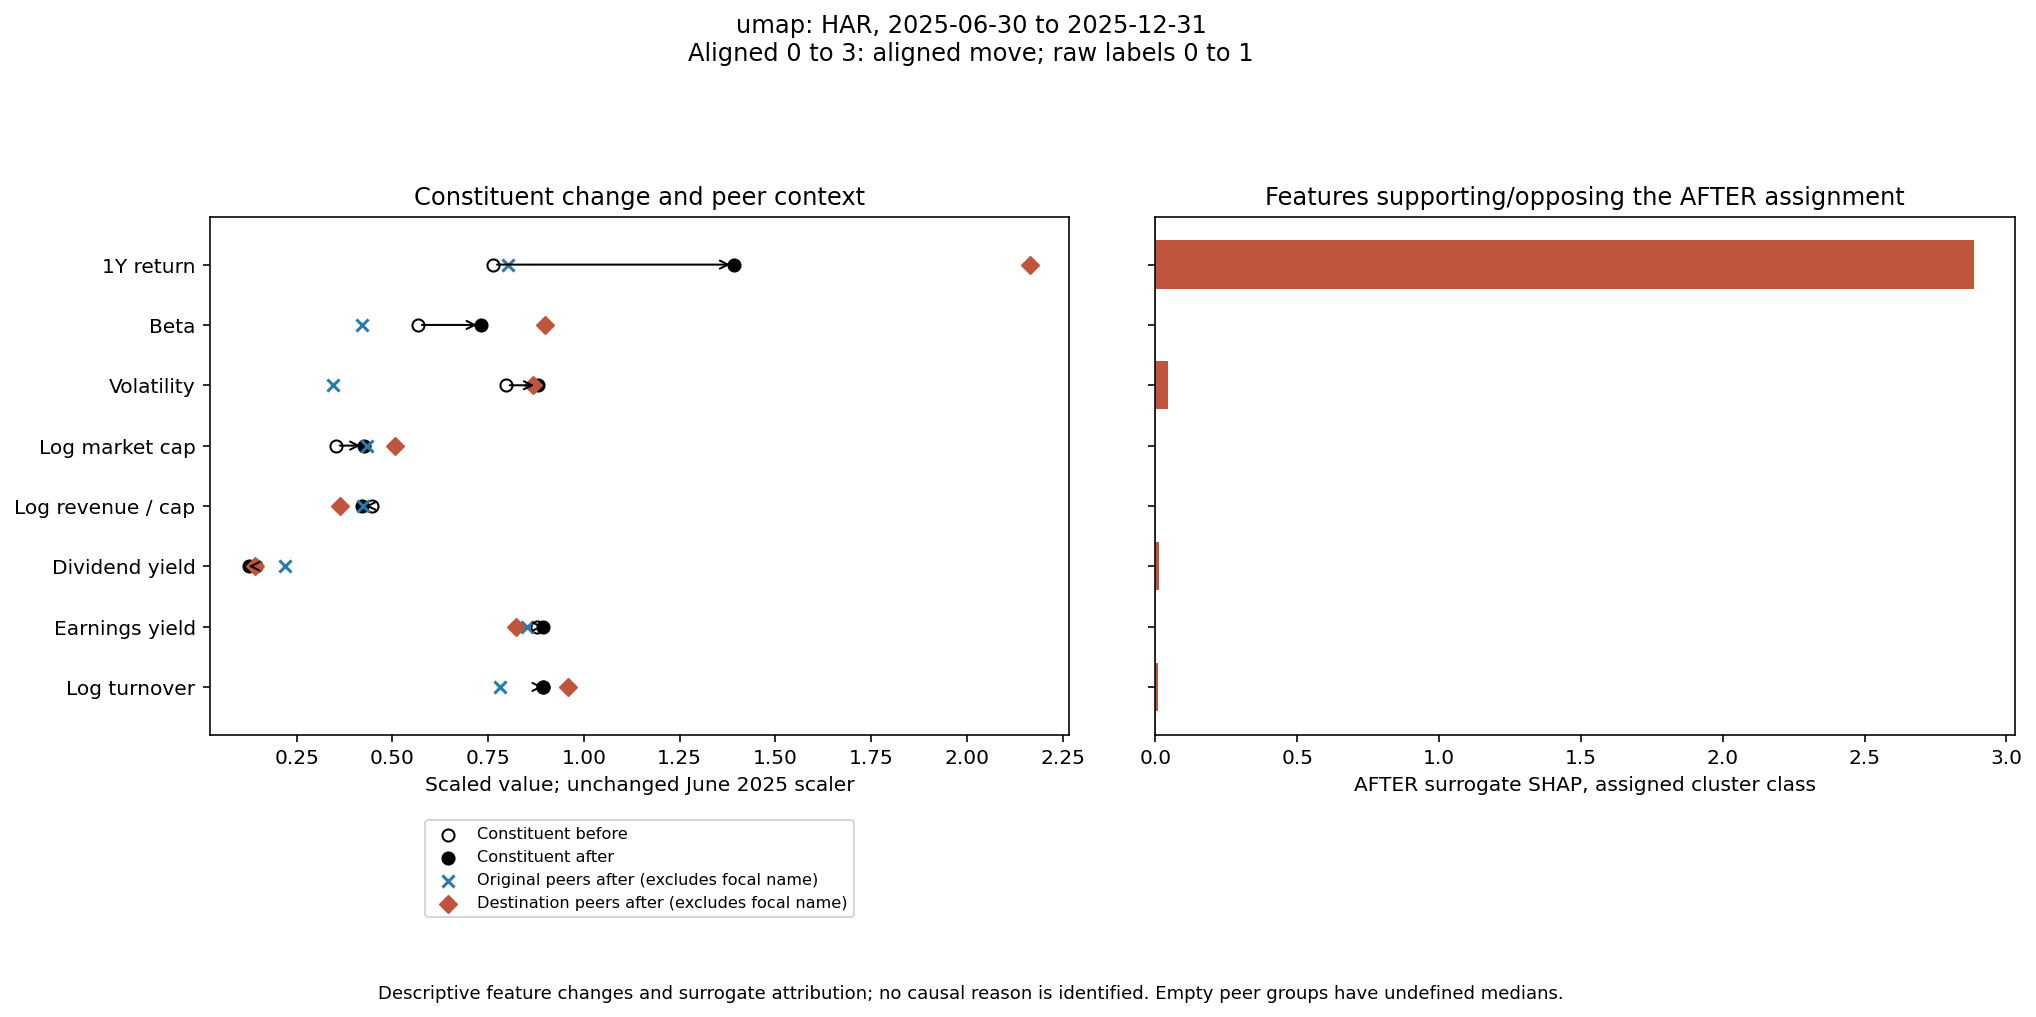 umap: HAR, 2025-06-30 to 2025-12-31
Aligned 0 to 3: aligned move; raw labels 0 to 1
Constituent change and peer context
1Y return
Beta
Volatility
Log market cap
Log revenue / cap
Dividend yield
Earnings yield
Log turnover
0.25 0.50 0.75 1.00 1.25 1.50 1.75 2.00 2.25
Scaled value; unchanged June 2025 scaler
Constituent before
Constituent after
Original peers after (excludes focal name)
Destination peers after (excludes focal name)
Features supporting/opposing the AFTER assignment
0.0 0.5 1.0 1.5 2.0 2.5 3.0
AFTER surrogate SHAP, assigned cluster class
Descriptive feature changes and surrogate attribution; no causal reason is identified. Empty peer groups have undefined medians.